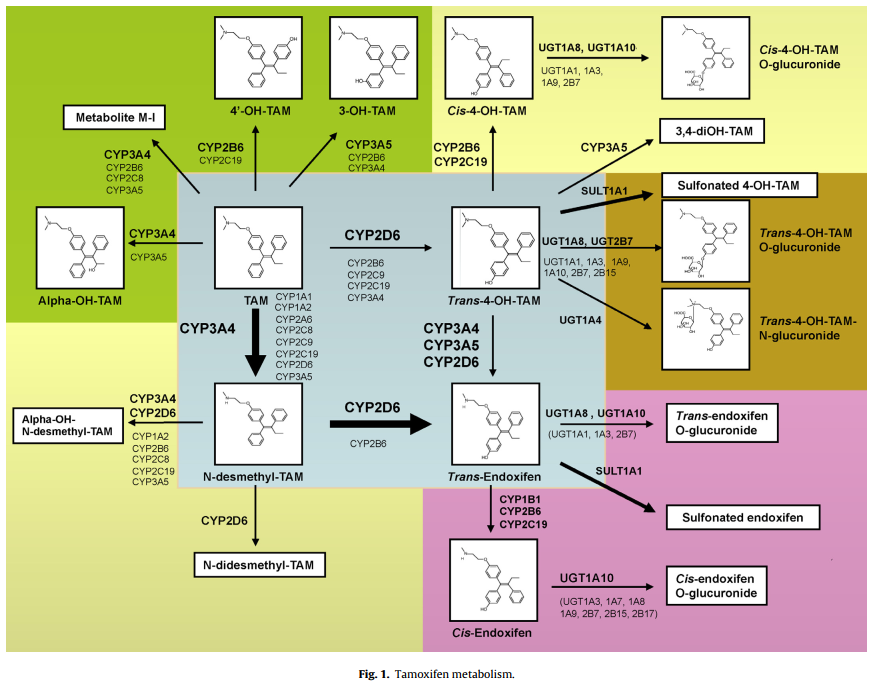 4'-OH-TAM
3-OH-TAM
Cis-4-OH-TAM
UGT1A8, UGT1A10
UGT1A1, 1A3,
1A9, 2B7
Cis-4-OH-TAM
O-glucuronide
Metabolite M-I
CYP3A4
CYP2B6
CYP2C8
CYP3A5
CYP2B6
CYP2C19
CYP3A5
CYP2B6
CYP3A4
CYP2B6
CYP2C19
CYP3A5
3,4-diOH-TAM
SULT1A1
Sulfonated 4-OH-TAM
Alpha-OH-TAM
CYP3A4
CYP3A5
TAM
CYP2D6
CYP2B6
CYP2C9
CYP2C19
CYP3A4
Trans-4-OH-TAM
UGT1A8, UGT2B7
UGT1A1, 1A3, 1A9,
1A10, 2B7, 2B15
Trans-4-OH-TAM
O-glucuronide
UGT1A4
Trans-4-OH-TAM-
N-glucuronide
CYP3A4
CYP1A1
CYP1A2
CYP2A6
CYP2C8
CYP2C9
CYP2C19
CYP2D6
CYP3A5
CYP3A4
CYP3A5
CYP2D6
Alpha-OH-
N-desmethyl-TAM
CYP3A4
CYP2D6
CYP1A2
CYP2B6
CYP2C8
CYP2C19
CYP3A5
N-desmethyl-TAM
CYP2D6
CYP2B6
Trans-Endoxifen
UGT1A8 , UGT1A10
(UGT1A1, 1A3, 2B7)
Trans-endoxifen
O-glucuronide
SULT1A1
Sulfonated endoxifen
CYP2D6
N-didesmethyl-TAM
CYP1B1
CYP2B6
CYP2C19
Cis-Endoxifen
UGT1A10
(UGT1A3, 1A7, 1A8
1A9, 2B7, 2B15, 2B17)
Cis-endoxifen
O-glucuronide
Fig. 1. Tamoxifen metabolism.